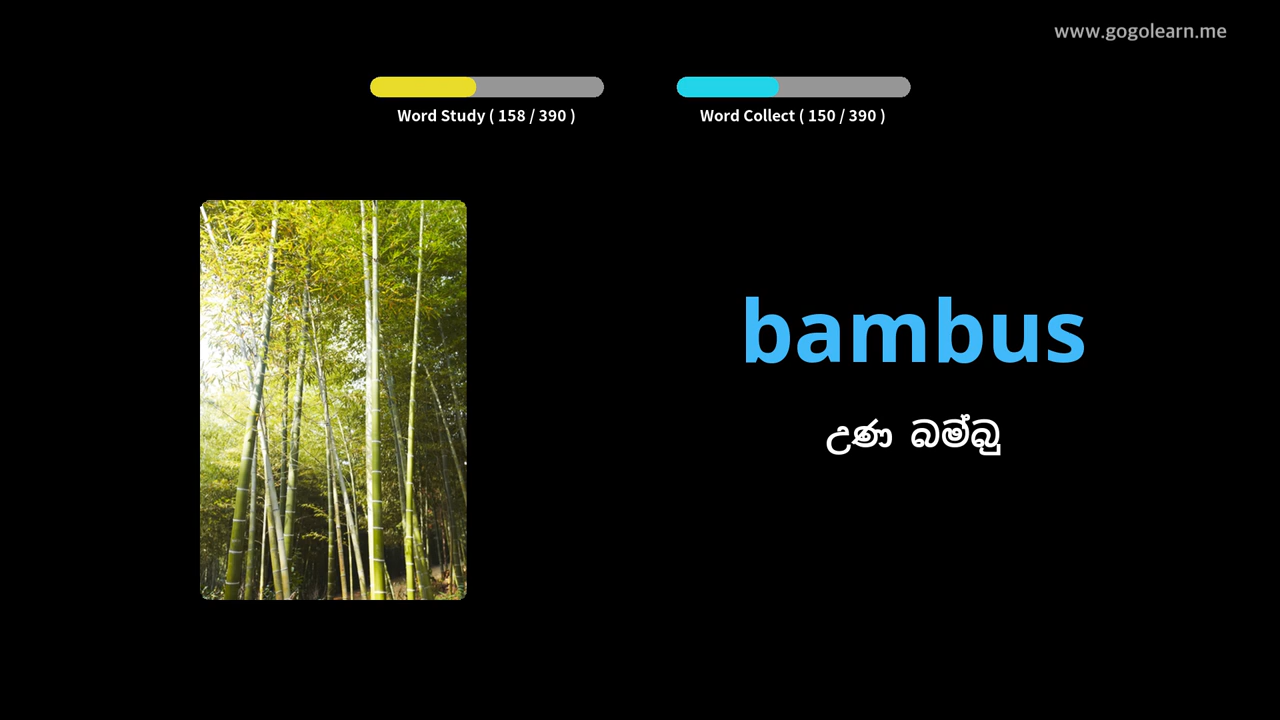 www.gogolearn.me
Word Study ( 158 / 390 )
Word Collect ( 150 / 390 )
bambus
උණ බම්බු